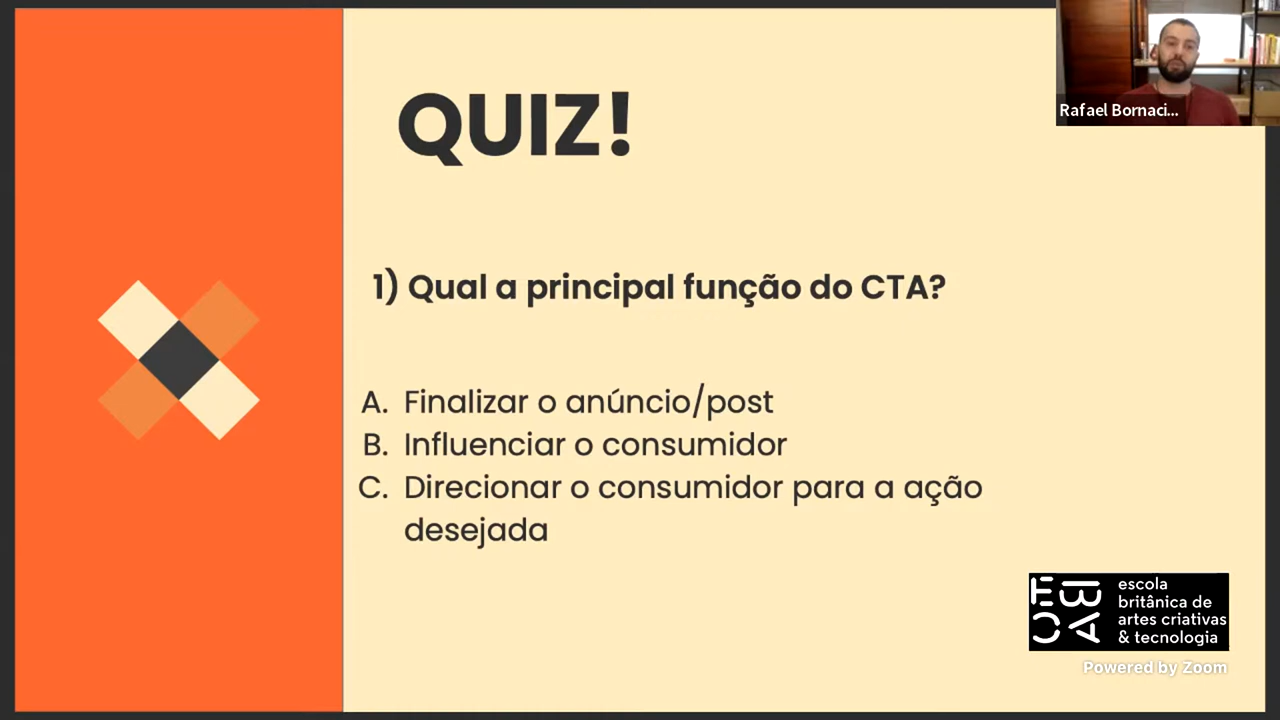 QUIZ!
Rafael Bornaci...
1) Qual a principal função do CTA?
A. Finalizar o anúncio/post
B. Influenciar o consumidor
C. Direcionar o consumidor para a ação
desejada
EBAC
escola
britânica de
artes criativas
& tecnologia
Powered by Zoom